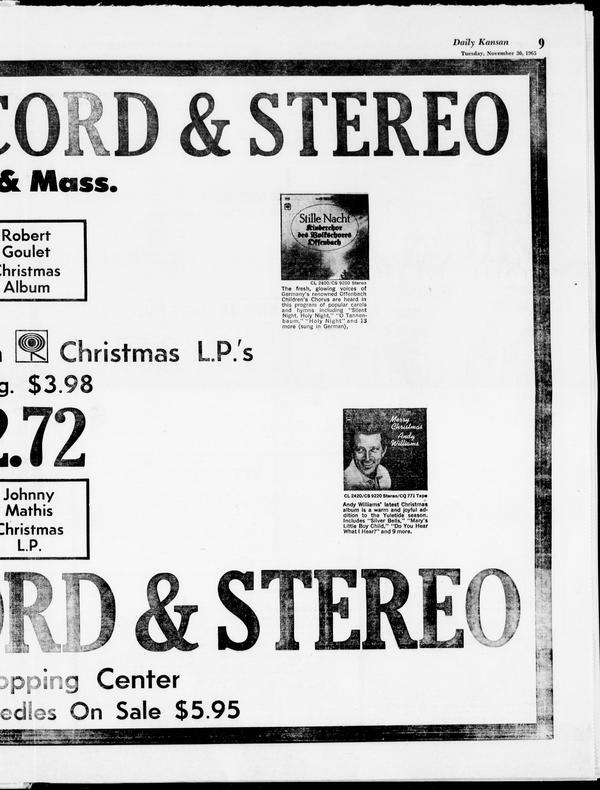 Daily Kansan 9
Tuesday, November 30, 1965
CORD & STEREO
& Mass.
Robert
Goulet
Christmas
Album
Stille Nacht
Kinderchor
des Volkschores
Offenbach
CL 2400/CS 9200 Stereo
The fresh, glowing voices of
Germany's renowned Offenbach
Children's Chorus are heard in
this program of popular carols
and hymns including "Silent
Night, Holy Night," "O Tannen-
baum," "Holy Night" and 13
more (sung in German),
Christmas L.P.'s
g. $3.98
2.72
Merry
Christmas
Andy
Williams
CL 2420/CS 9220 Stereo/CQ 771 Tape
Andy Williams' latest Christmas
album is a warm and joyful ad-
dition to the Yuletide season.
Includes "Silver Bells," "Mary's
Little Boy Child," "Do You Hear
What I Hear?" and 9 more.
Johnny
Mathis
Christmas
L.P.
ORD & STEREO
opping Center
edles On Sale $5.95